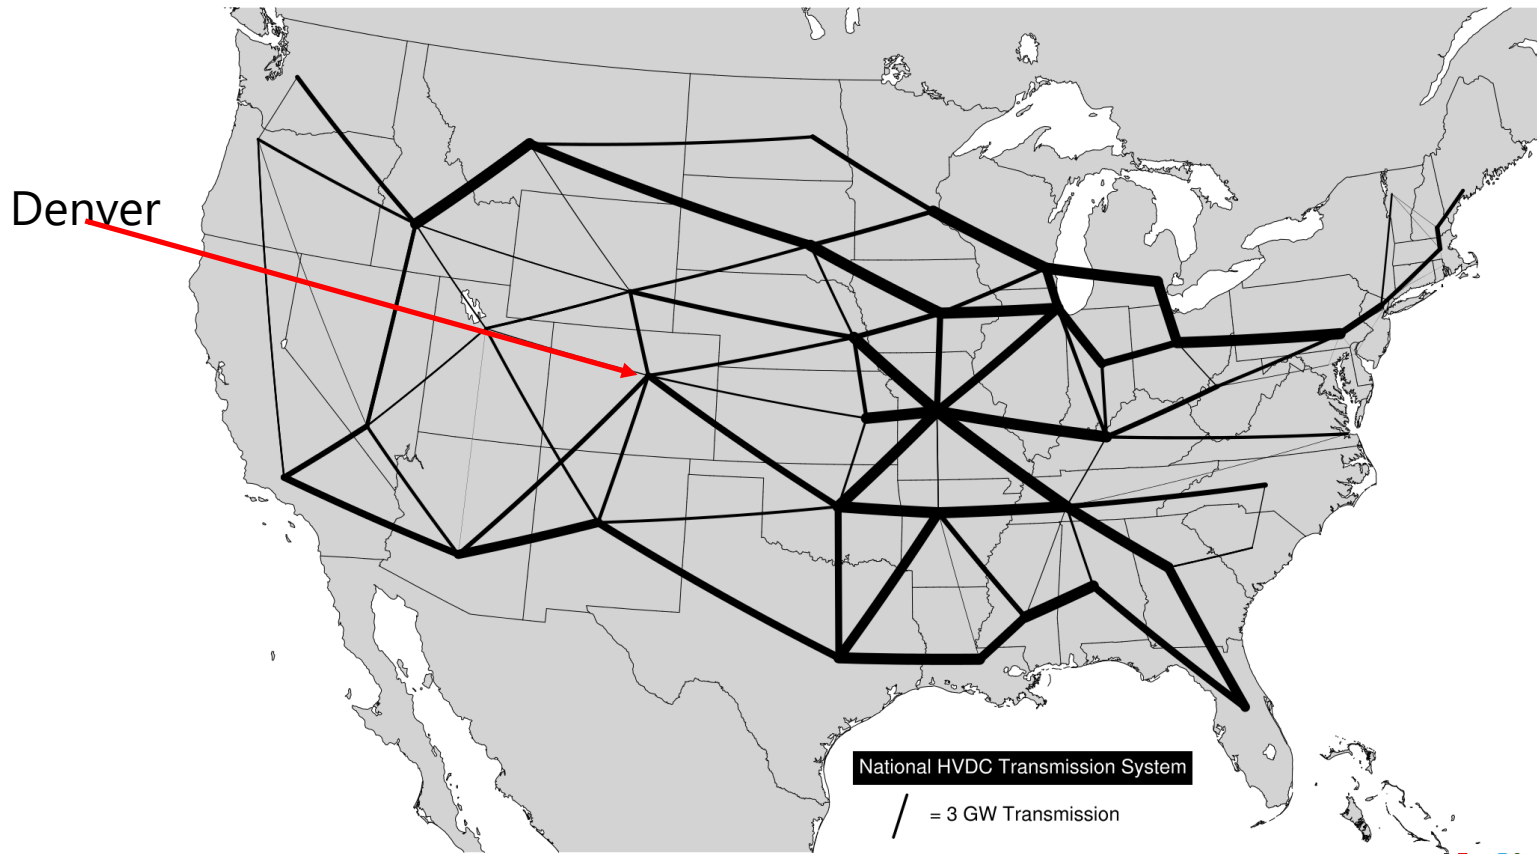 Denver
National HVDC Transmission System
= 3 GW Transmission